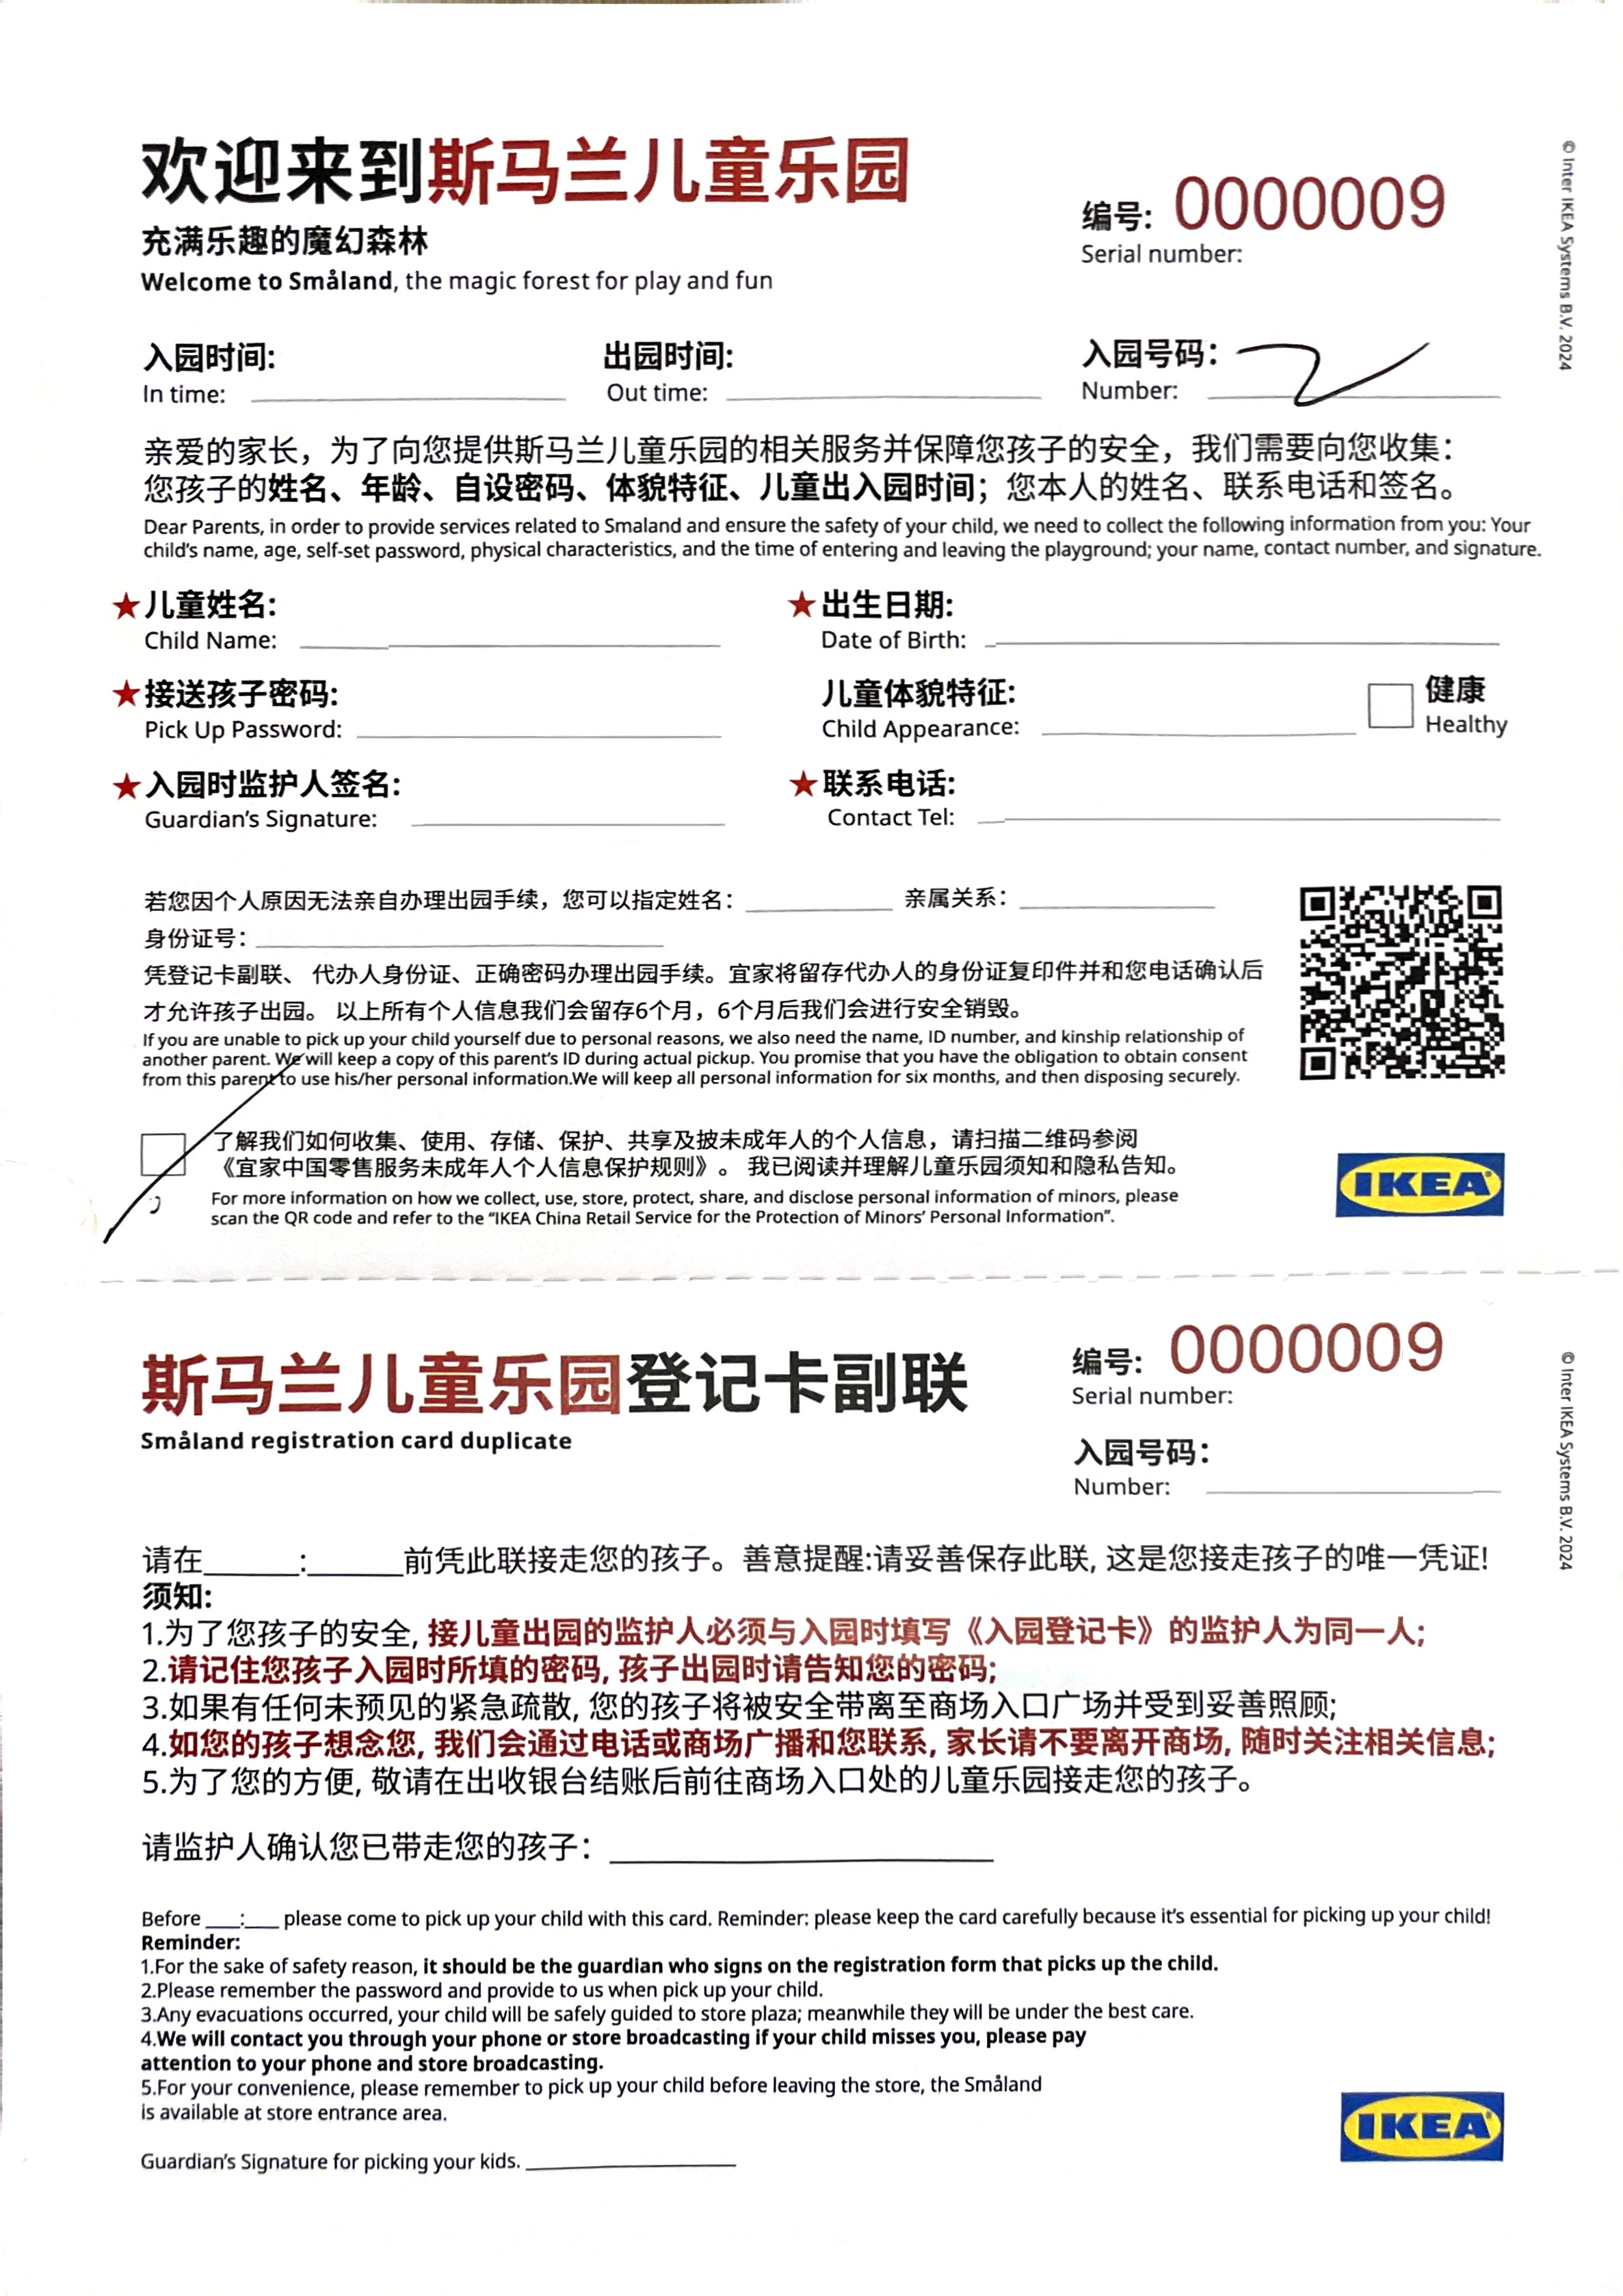 欢迎来到斯马兰儿童乐园
充满乐趣的魔幻森林
Welcome to Småland, the magic forest for play and fun
编号: 0000009
Serial number:
入园时间:
In time:
出园时间:
Out time:
入园号码: 2
Number:
亲爱的家长，为了向您提供斯马兰儿童乐园的相关服务并保障您孩子的安全，我们需要向您收集：
您孩子的姓名、年龄、自设密码、体貌特征、儿童出入园时间；您本人的姓名、联系电话和签名。
Dear Parents, in order to provide services related to Smaland and ensure the safety of your child, we need to collect the following information from you: Your
child's name, age, self-set password, physical characteristics, and the time of entering and leaving the playground; your name, contact number, and signature.
★儿童姓名:
Child Name:
★出生日期:
Date of Birth:
★接送孩子密码:
Pick Up Password:
儿童体貌特征:
Child Appearance:
健康
Healthy
★入园时监护人签名:
Guardian's Signature:
★联系电话:
Contact Tel:
若您因个人原因无法亲自办理出园手续，您可以指定姓名：________ 亲属关系：________
身份证号：________
凭登记卡副联、 代办人身份证、正确密码办理出园手续。宜家将留存代办人的身份证复印件并和您电话确认后
才允许孩子出园。 以上所有个人信息我们会留存6个月，6个月后我们会进行安全销毁。
If you are unable to pick up your child yourself due to personal reasons, we also need the name, ID number, and kinship relationship of
another parent. We will keep a copy of this parent's ID during actual pickup. You promise that you have the obligation to obtain consent
from this parent to use his/her personal information.We will keep all personal information for six months, and then disposing securely.
了解我们如何收集、使用、存储、保护、共享及披未成年人的个人信息，请扫描二维码参阅
《宜家中国零售服务未成年人个人信息保护规则》。 我已阅读并理解儿童乐园须知和隐私告知。
For more information on how we collect, use, store, protect, share, and disclose personal information of minors, please
scan the QR code and refer to the "IKEA China Retail Service for the Protection of Minors' Personal Information".
IKEA
© Inter IKEA Systems B.V. 2024
斯马兰儿童乐园登记卡副联
Småland registration card duplicate
编号: 0000009
Serial number:
入园号码:
Number:
请在______:______前凭此联接走您的孩子。善意提醒:请妥善保存此联, 这是您接走孩子的唯一凭证!
须知:
1.为了您孩子的安全, 接儿童出园的监护人必须与入园时填写《入园登记卡》的监护人为同一人;
2.请记住您孩子入园时所填的密码, 孩子出园时请告知您的密码;
3.如果有任何未预见的紧急疏散, 您的孩子将被安全带离至商场入口广场并受到妥善照顾;
4.如您的孩子想念您, 我们会通过电话或商场广播和您联系, 家长请不要离开商场, 随时关注相关信息;
5.为了您的方便, 敬请在出收银台结账后前往商场入口处的儿童乐园接走您的孩子。
请监护人确认您已带走您的孩子：________
Before ___:___ please come to pick up your child with this card. Reminder: please keep the card carefully because it's essential for picking up your child!
Reminder:
1.For the sake of safety reason, it should be the guardian who signs on the registration form that picks up the child.
2.Please remember the password and provide to us when pick up your child.
3.Any evacuations occurred, your child will be safely guided to store plaza; meanwhile they will be under the best care.
4.We will contact you through your phone or store broadcasting if your child misses you, please pay
attention to your phone and store broadcasting.
5.For your convenience, please remember to pick up your child before leaving the store, the Småland
is available at store entrance area.
Guardian's Signature for picking your kids. ________
IKEA
© Inter IKEA Systems B.V. 2024